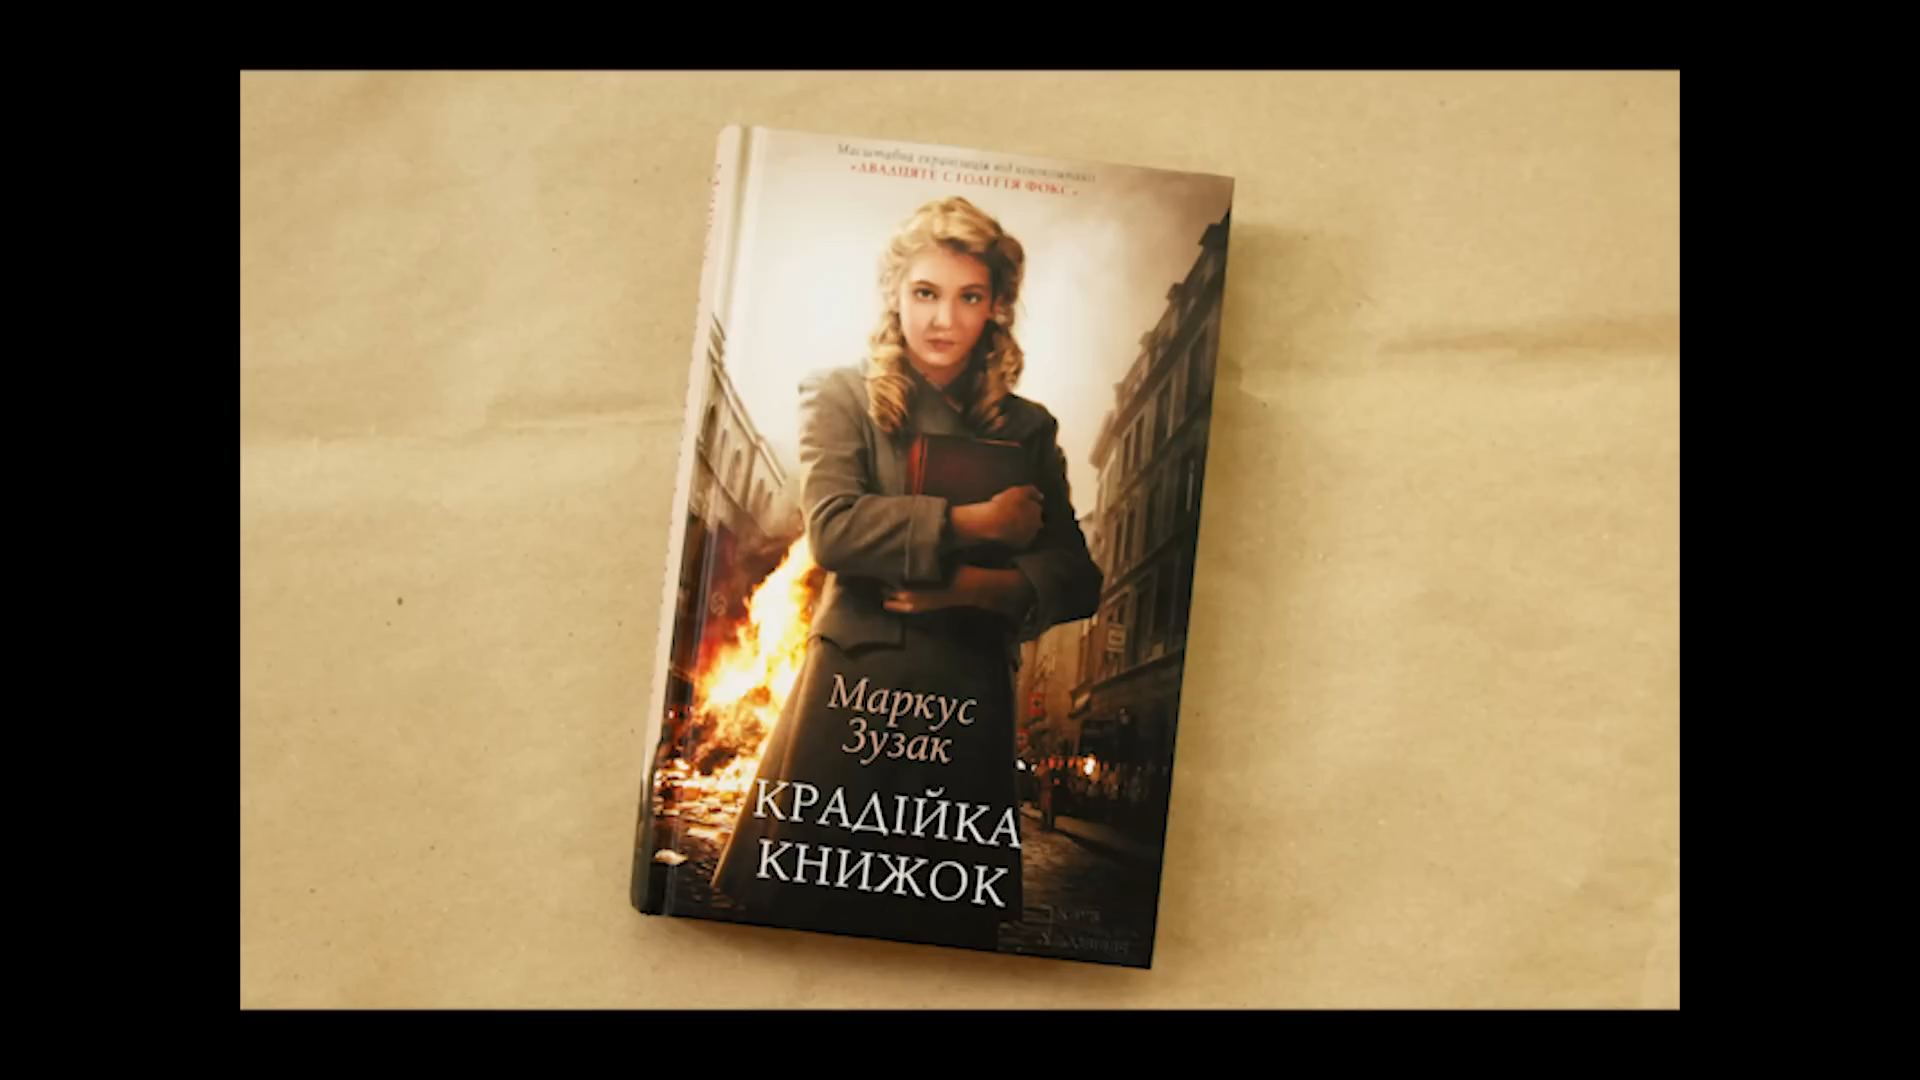 Масштабна екранізація від кінокомпанії
«ДВАДЦЯТЕ СТОЛІТТЯ ФОКС»
Маркус
Зузак
КРАДІЙКА
КНИЖОК